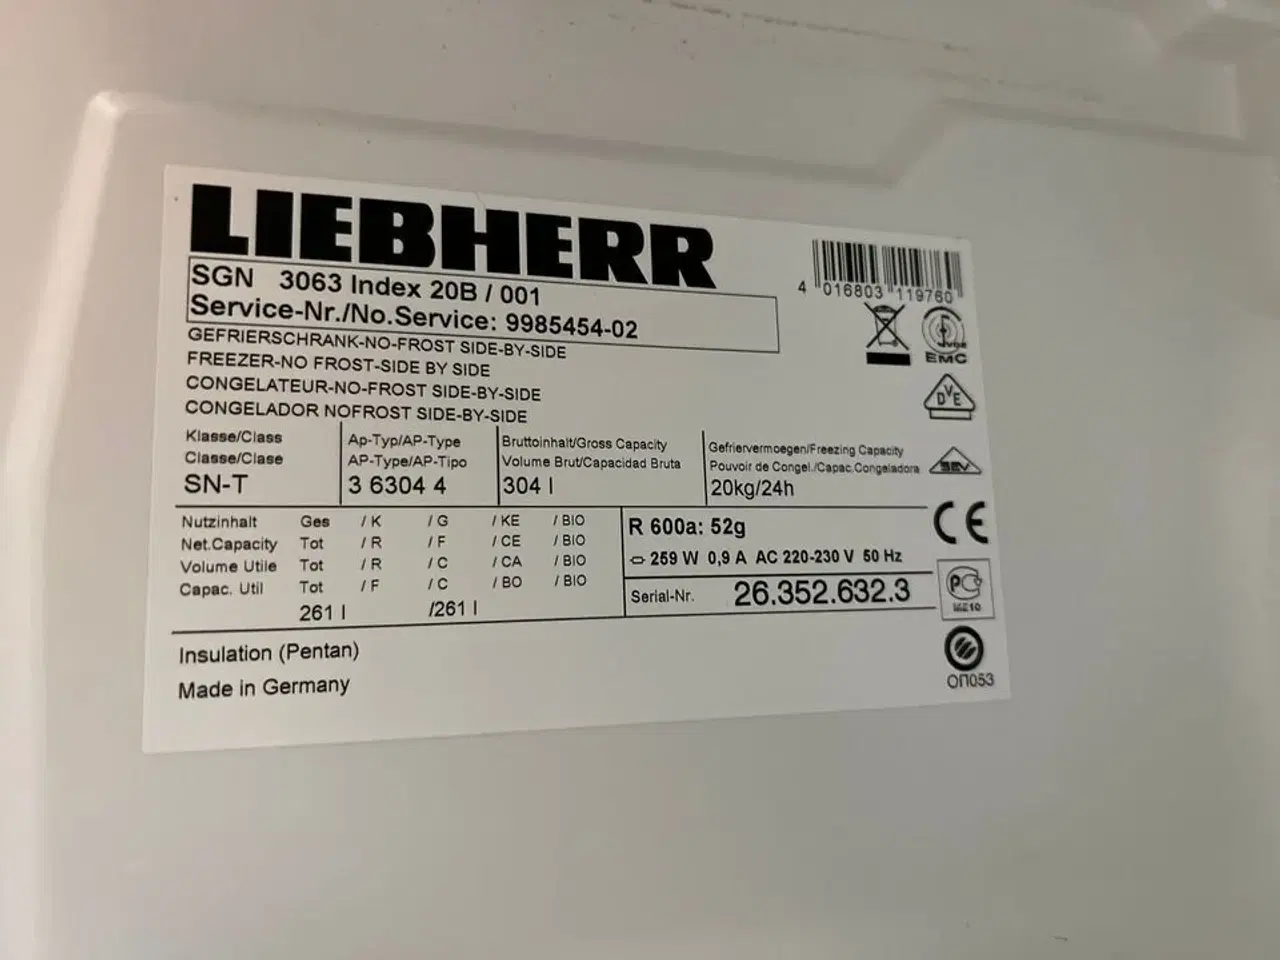 LIEBHERR
SGN 3063 Index 20B / 001
Service-Nr./No.Service: 9985454-02
4 016803 119760
GEFRIERSCHRANK-NO-FROST SIDE-BY-SIDE
FREEZER-NO FROST-SIDE BY SIDE
CONGELATEUR-NO-FROST SIDE-BY-SIDE
CONGELADOR NOFROST SIDE-BY-SIDE
EMC
DVE
SEV
Klasse/Class
Classe/Clase
SN-T
Ap-Typ/AP-Type
AP-Type/AP-Tipo
3 6304 4
Bruttoinhalt/Gross Capacity
Volume Brut/Capacidad Bruta
304 l
Gefriervermoegen/Freezing Capacity
Pouvoir de Congel./Capac.Congeladora
20kg/24h
Nutzinhalt Ges / K / G / KE / BIO
Net.Capacity Tot / R / F / CE / BIO
Volume Utile Tot / R / C / CA / BIO
Capac. Util Tot / F / C / BO / BIO
261 l /261 l
R 600a: 52g
259 W 0,9 A AC 220-230 V 50 Hz
Serial-Nr. 26.352.632.3
CE
Insulation (Pentan)
Made in Germany
ОП053